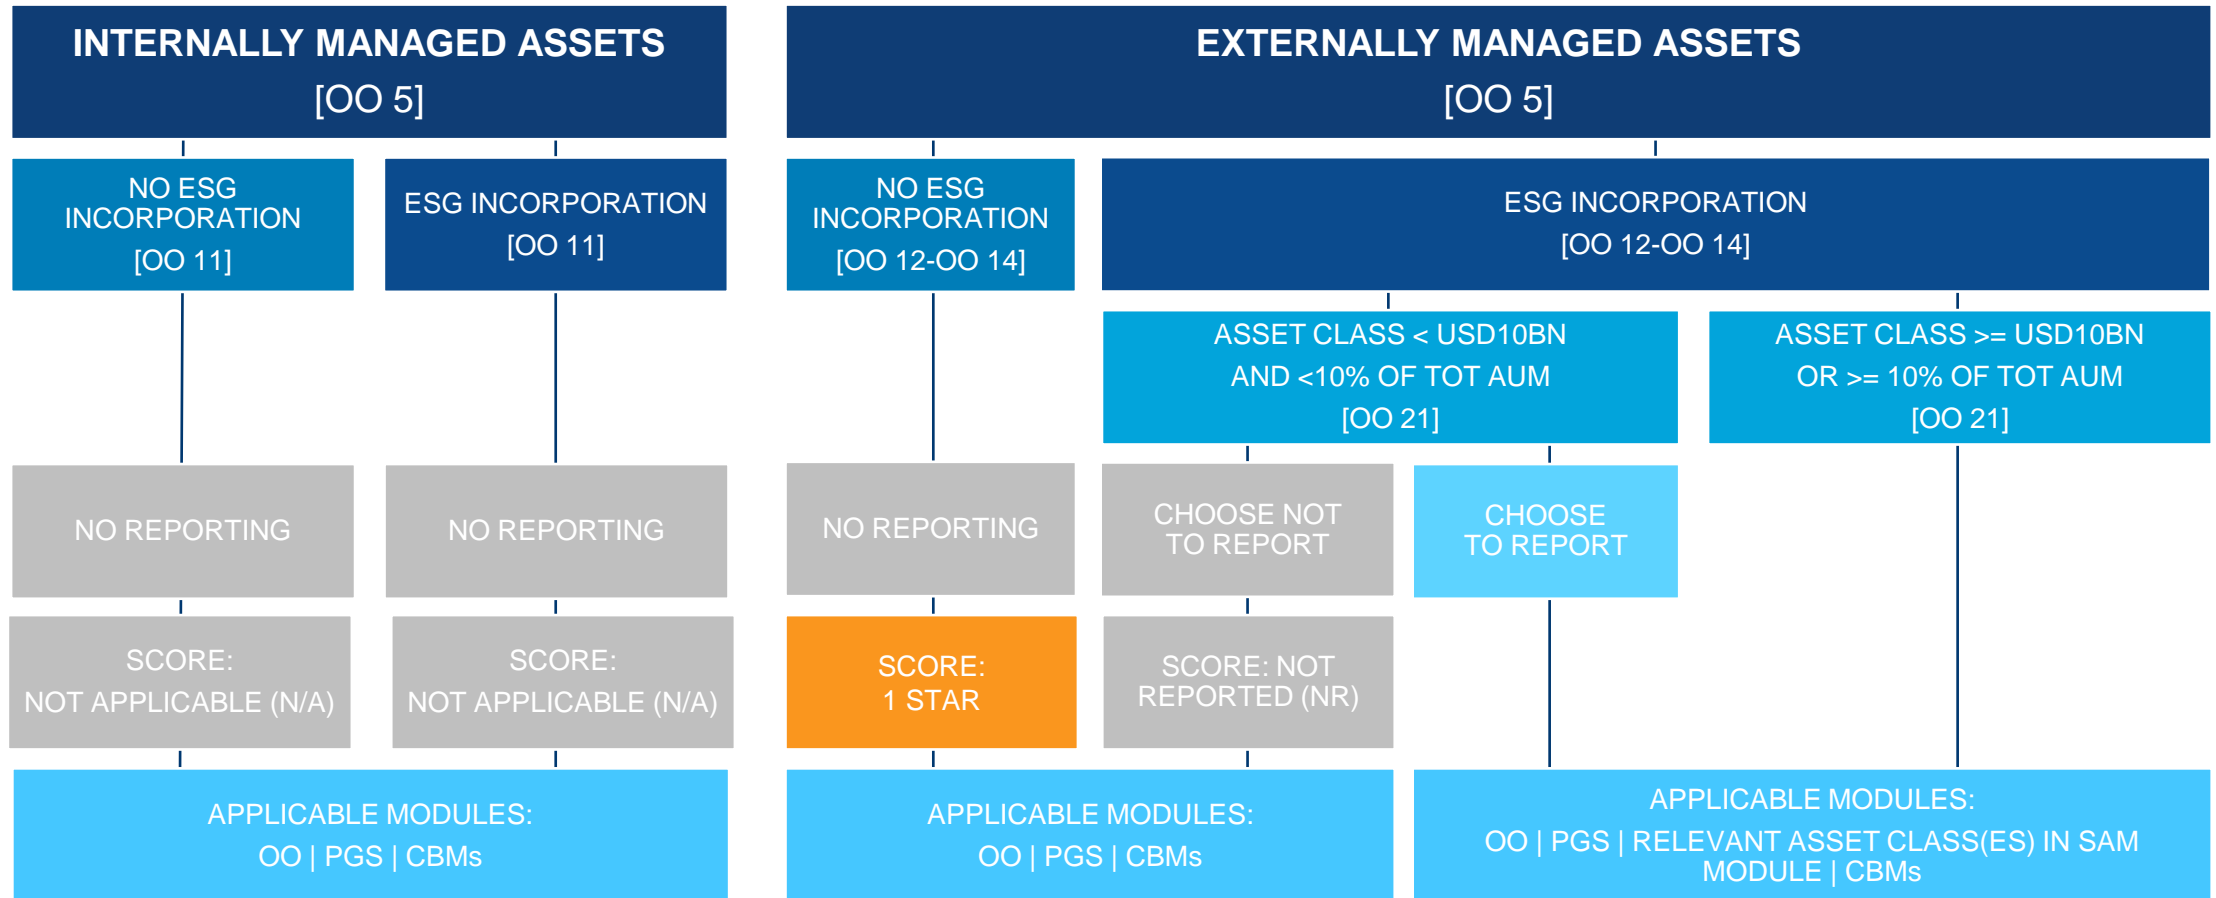 INTERNALLY MANAGED ASSETS
[OO 5]
EXTERNALLY MANAGED ASSETS
[OO 5]
NO ESG
INCORPORATION
[OO 11]
ESG INCORPORATION
[OO 11]
NO ESG
INCORPORATION
[OO 12-OO 14]
ESG INCORPORATION
[OO 12-OO 14]
ASSET CLASS < USD10BN
AND <10% OF TOT AUM
[OO 21]
ASSET CLASS >= USD10BN
OR >= 10% OF TOT AUM
[OO 21]
NO REPORTING
NO REPORTING
NO REPORTING
CHOOSE NOT
TO REPORT
CHOOSE
TO REPORT
SCORE:
NOT APPLICABLE (N/A)
SCORE:
NOT APPLICABLE (N/A)
SCORE:
1 STAR
SCORE: NOT
REPORTED (NR)
APPLICABLE MODULES:
OO | PGS | CBMs
APPLICABLE MODULES:
OO | PGS | CBMs
APPLICABLE MODULES:
OO | PGS | RELEVANT ASSET CLASS(ES) IN SAM
MODULE | CBMs